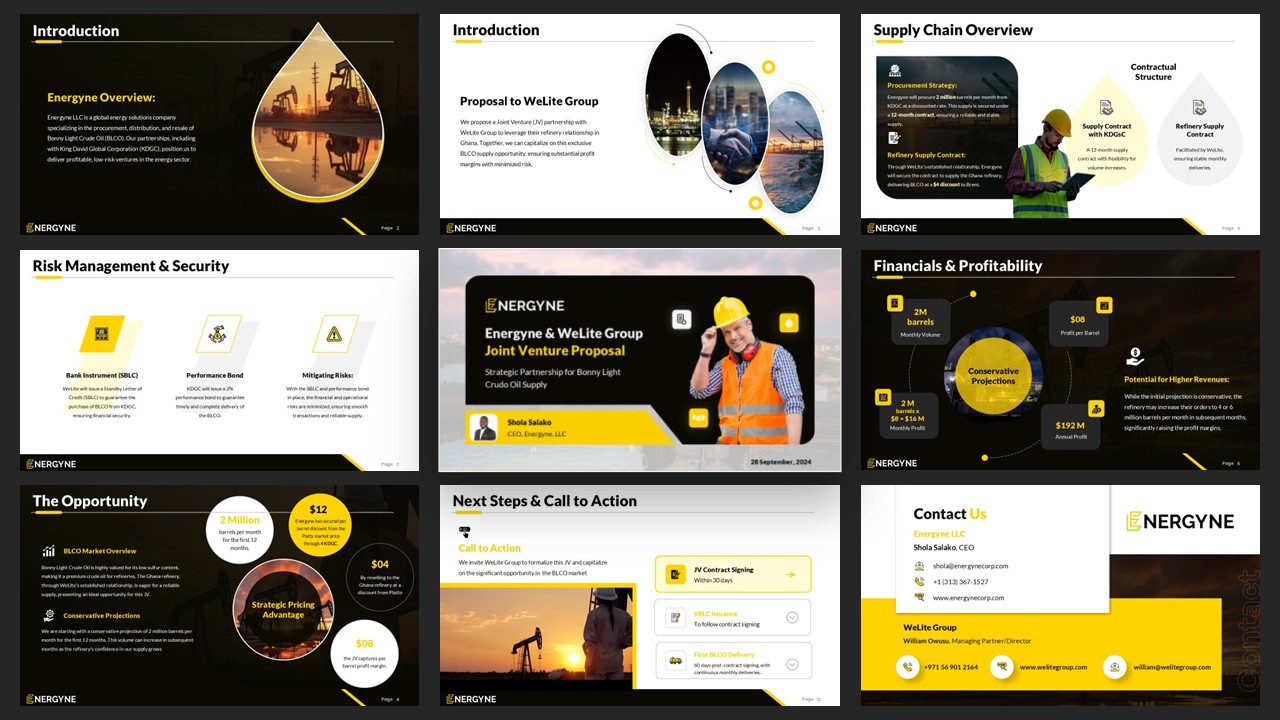 Introduction
Energyne Overview:
Energyne LLC is a global energy solutions company
specializing in the procurement, distribution, and resale of
Bonny Light Crude Oil (BLCO). Our partnerships, including
with King David Global Corporation (KDGC), position us to
deliver profitable, low-risk ventures in the energy sector.
ENERGYNE
Page 2
Introduction
Proposal to WeLite Group
We propose a Joint Venture (JV) partnership with
WeLite Group to leverage their refinery relationship in
Ghana. Together, we can capitalize on this exclusive
BLCO supply opportunity, ensuring substantial profit
margins with minimized risk.
ENERGYNE
Page
Supply Chain Overview
Procurement Strategy:
Energyne will procure 2 million barrels per month from
KDGC at a discounted rate. This supply is secured under
a 12-month contract, ensuring a reliable and stable
supply.
Refinery Supply Contract:
Through WeLite's established relationship, Energyne
will secure the contract to supply the Ghana refinery,
delivering BLCO at a $4 discount to Brent.
Contractual
Structure
Supply Contract
with KDGsC
A 12-month supply
contract with flexibility for
volume increases.
Refinery Supply
Contract
Facilitated by WeLite,
ensuring stable monthly
deliveries.
ENERGYNE
Page
Risk Management & Security
Bank Instrument (SBLC)
WeLite will issue a Standby Letter of
Credit (SBLC) to guarantee the
purchase of BLCO from KDGC,
ensuring financial security.
Performance Bond
KDGC will issue a 2%
performance bond to guarantee
timely and complete delivery of
the BLCO.
Mitigating Risks:
With the SBLC and performance bond
in place, the financial and operational
risks are minimized, ensuring smooth
transactions and reliable supply.
ENERGYNE
Page 7
ENERGYNE
Energyne & WeLite Group
Joint Venture Proposal
Strategic Partnership for Bonny Light
Crude Oil Supply
Shola Salako
CEO, Energyne, LLC
28 September, 2024
Financials & Profitability
2M
barrels
Monthly Volume
$08
Profit per Barrel
Conservative
Projections
2 M
barrels x
$8 = $16 M
Monthly Profit
$192 M
Annual Profit
Potential for Higher Revenues:
While the initial projection is conservative, the
refinery may increase their orders to 4 or 6
million barrels per month in subsequent months,
significantly raising the profit margins.
ENERGYNE
Page
The Opportunity
BLCO Market Overview
Bonny Light Crude Oil is highly valued for its low sulfur content,
making it a premium crude oil for refineries. The Ghana refinery,
through WeLite's established relationship, is eager for a reliable
supply, presenting an ideal opportunity for this JV.
Conservative Projections
We are starting with a conservative projection of 2 million barrels per
month for the first 12 months, This volume can increase in subsequent
months as the refinery's confidence in our supply grows
2 Million
barrels per month
for the first 12
months.
$12
Energyne has secured per
barrel discount from the
Platts market price
through 4 KDGC.
$04
By reselling to the
Ghana refinery at a
discount from Platts
$08
the JV captures per
barrel profit margin.
Strategic Pricing
Advantage
ENERGYNE
Page 4
Next Steps & Call to Action
Call to Action
We invite WeLite Group to formalize this JV and capitalize
on the significant opportunity in the BLCO market
JV Contract Signing
Within 30 days
SBLC Issuance
To follow contract signing
First BLCO Delivery
60 days post-contract signing, with
continuous monthly deliveries.
ENERGYNE
Page
Contact Us
Energyne LLC
Shola Salako, CEO
shola@energynecorp.com
+1 (313) 367-1527
www.energynecorp.com
ENERGYNE
WeLite Group
William Owusu, Managing Partner/Director
+971 56 901 2164
www.welitegroup.com
william@welitegroup.com
Contact